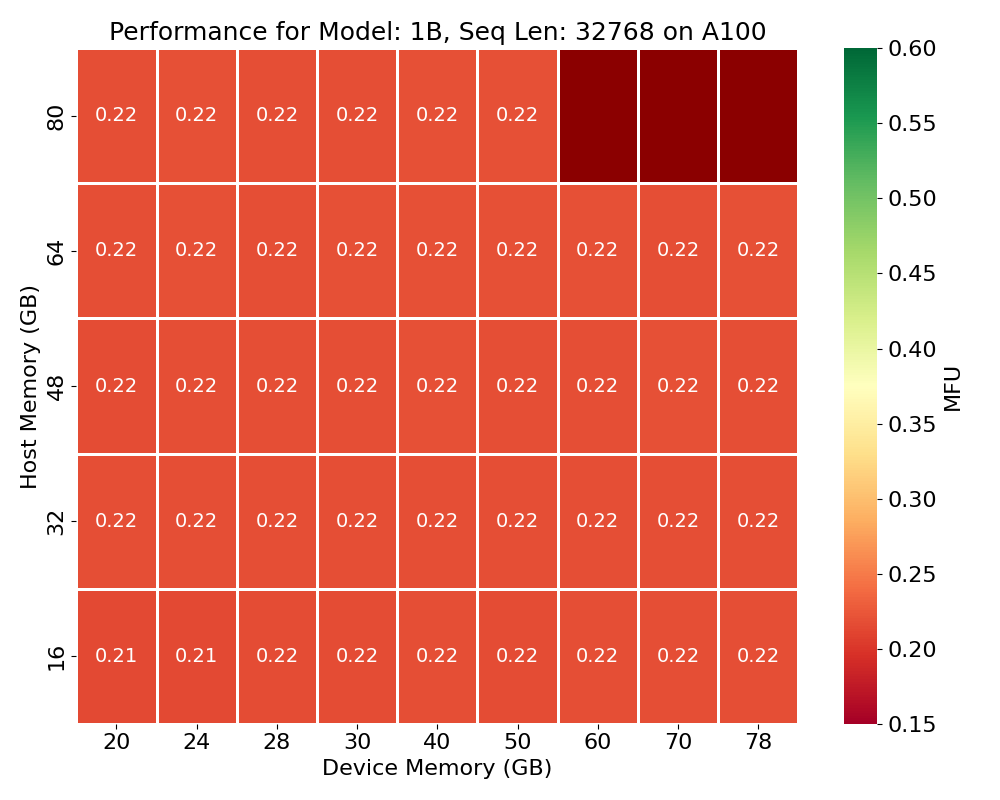 Performance for Model: 1B, Seq Len: 32768 on A100
Host Memory (GB)
80 0.22 0.22 0.22 0.22 0.22 0.22
64 0.22 0.22 0.22 0.22 0.22 0.22 0.22 0.22 0.22
48 0.22 0.22 0.22 0.22 0.22 0.22 0.22 0.22 0.22
32 0.22 0.22 0.22 0.22 0.22 0.22 0.22 0.22 0.22
16 0.21 0.21 0.22 0.22 0.22 0.22 0.22 0.22 0.22
20 24 28 30 40 50 60 70 78
Device Memory (GB)
0.60
0.55
0.50
0.45
0.40
0.35
0.30
0.25
0.20
0.15
MFU